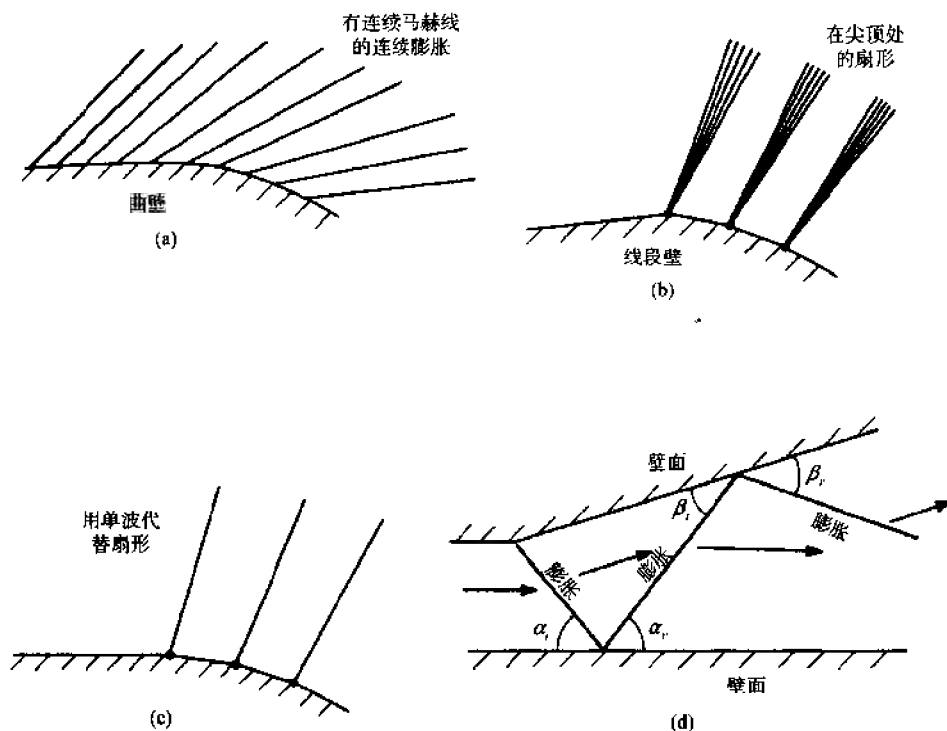 有连续马赫线
的连续膨胀
曲壁
(a)
在尖顶处
的扇形
线段壁
(b)
用单波代
替扇形
(c)
壁面
β_i
β_r
膨胀
膨胀
膨胀
α_i
α_r
壁面
(d)